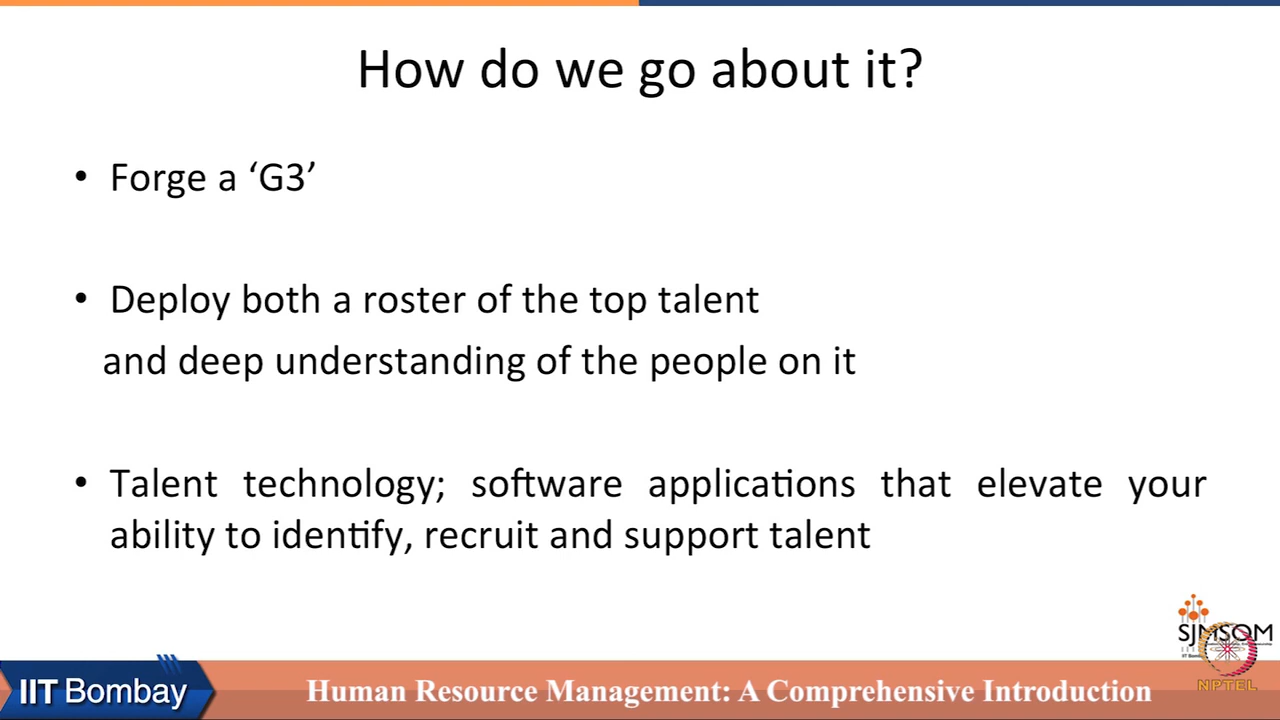 How do we go about it?
• Forge a ‘G3’
• Deploy both a roster of the top talent
and deep understanding of the people on it
• Talent technology; software applications that elevate your
ability to identify, recruit and support talent
SJMSOM
IIT Bombay
NPTEL
IIT Bombay
Human Resource Management: A Comprehensive Introduction